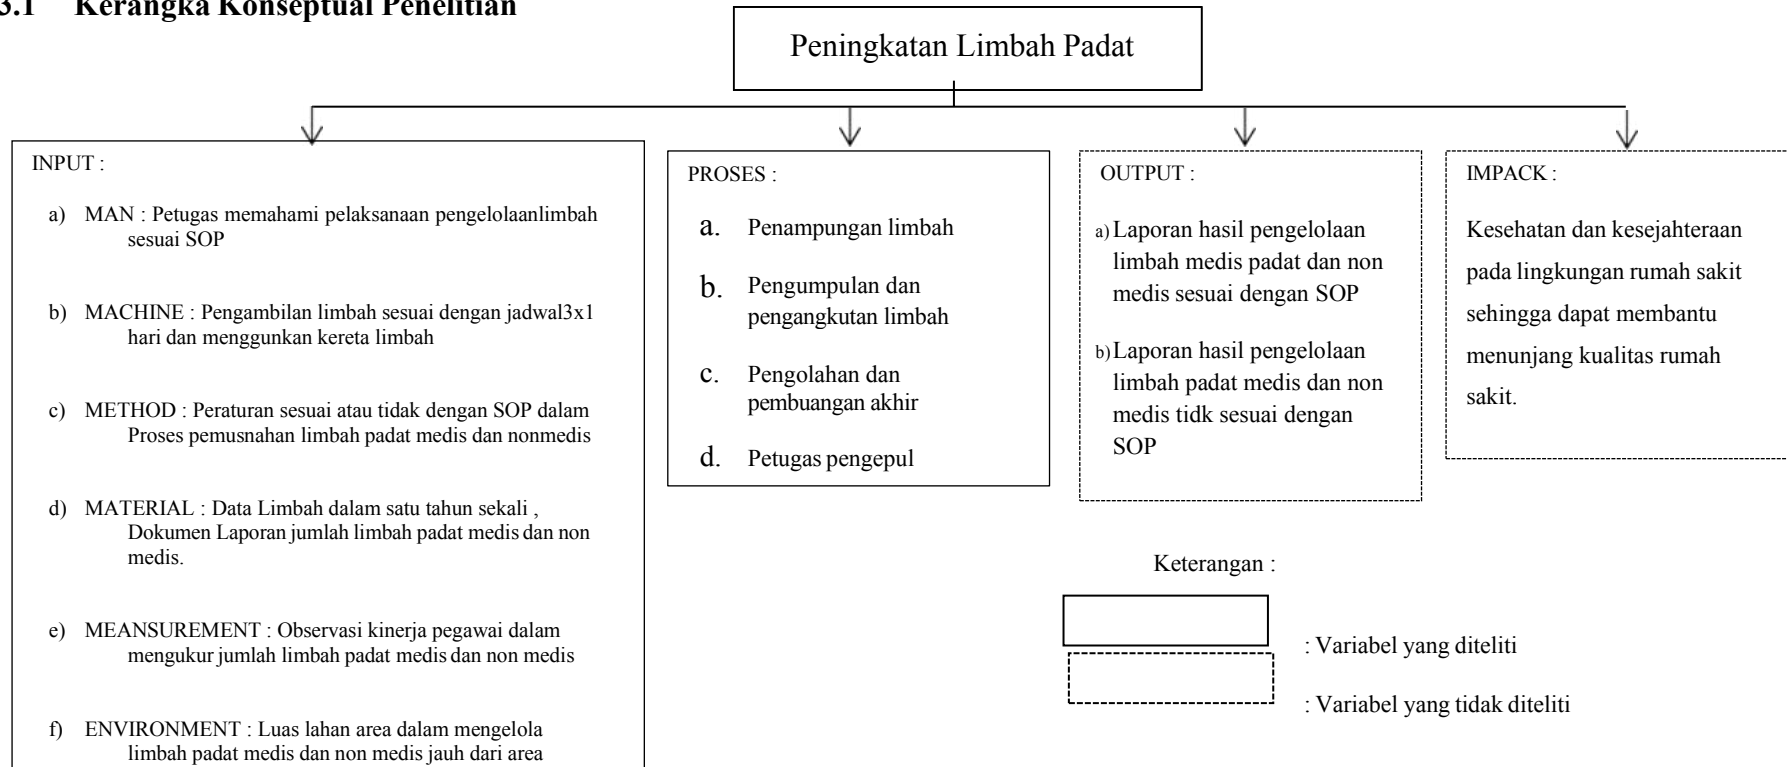 3.1 Kerangka Konseptual Penelitian
Peningkatan Limbah Padat
INPUT :
a) MAN : Petugas memahami pelaksanaan pengelolaanlimbah
sesuai SOP
b) MACHINE : Pengambilan limbah sesuai dengan jadwal3x1
hari dan menggunkan kereta limbah
c) METHOD : Peraturan sesuai atau tidak dengan SOP dalam
Proses pemusnahan limbah padat medis dan nonmedis
d) MATERIAL : Data Limbah dalam satu tahun sekali ,
Dokumen Laporan jumlah limbah padat medis dan non
medis.
e) MEANSUREMENT : Observasi kinerja pegawai dalam
mengukur jumlah limbah padat medis dan non medis
f) ENVIRONMENT : Luas lahan area dalam mengelola
limbah padat medis dan non medis jauh dari area
PROSES :
a. Penampungan limbah
b. Pengumpulan dan
pengangkutan limbah
c. Pengolahan dan
pembuangan akhir
d. Petugas pengepul
OUTPUT :
a) Laporan hasil pengelolaan
limbah medis padat dan non
medis sesuai dengan SOP
b) Laporan hasil pengelolaan
limbah padat medis dan non
medis tidk sesuai dengan
SOP
IMPACK :
Kesehatan dan kesejahteraan
pada lingkungan rumah sakit
sehingga dapat membantu
menunjang kualitas rumah
sakit.
Keterangan :
: Variabel yang diteliti
: Variabel yang tidak diteliti